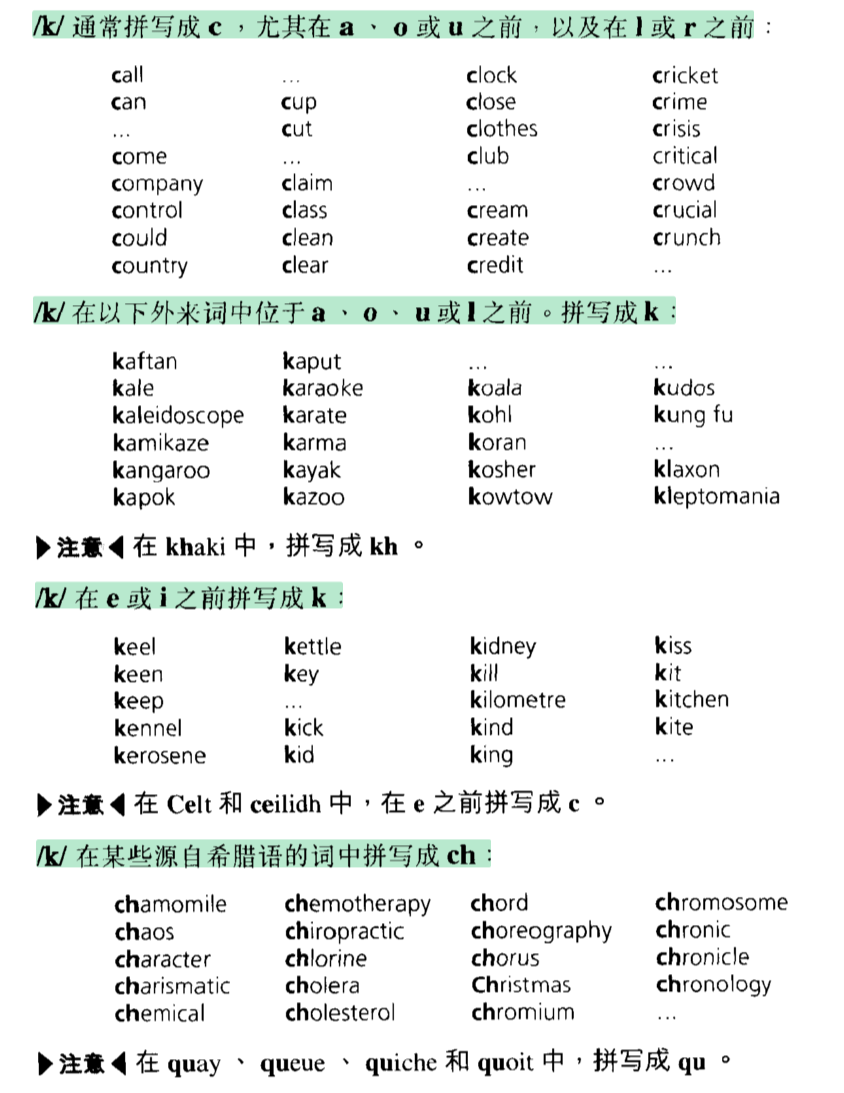 /k/ 通常拼写成 c ，尤其在 a 、 o 或 u 之前，以及在 l 或 r 之前：
call ... clock cricket
can cup close crime
... cut clothes crisis
come ... club critical
company claim ... crowd
control class cream crucial
could clean create crunch
country clear credit ...
/k/ 在以下外来词中位于 a 、 o 、 u 或 l 之前。拼写成 k：
kaftan kaput ... ...
kale karaoke koala kudos
kaleidoscope karate kohl kung fu
kamikaze karma koran ...
kangaroo kayak kosher klaxon
kapok kazoo kowtow kleptomania
▶注意◀ 在 khaki 中，拼写成 kh 。
/k/ 在 e 或 i 之前拼写成 k：
keel kettle kidney kiss
keen key kill kit
keep ... kilometre kitchen
kennel kick kind kite
kerosene kid king ...
▶注意◀ 在 Celt 和 ceilidh 中，在 e 之前拼写成 c 。
/k/ 在某些源自希腊语的词中拼写成 ch：
chamomile chemotherapy chord chromosome
chaos chiropractic choreography chronic
character chlorine chorus chronicle
charismatic cholera Christmas chronology
chemical cholesterol chromium ...
▶注意◀ 在 quay 、 queue 、 quiche 和 quoit 中，拼写成 qu 。